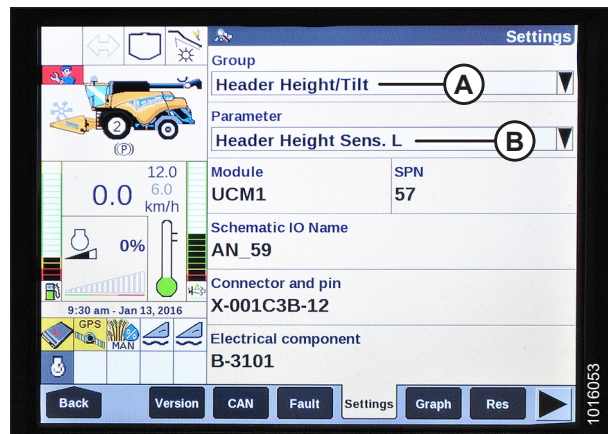 Settings
Group
Header Height/Tilt
A
Parameter
Header Height Sens. L
B
Module
SPN
UCM1
57
Schematic IO Name
AN_59
Connector and pin
X-001C3B-12
Electrical component
B-3101
2
(P)
12.0
0.0
6.0
km/h
0%
9:30 am - Jan 13, 2016
GPS
MAN
%
Back
Version
CAN
Fault
Settings
Graph
Res
1016053